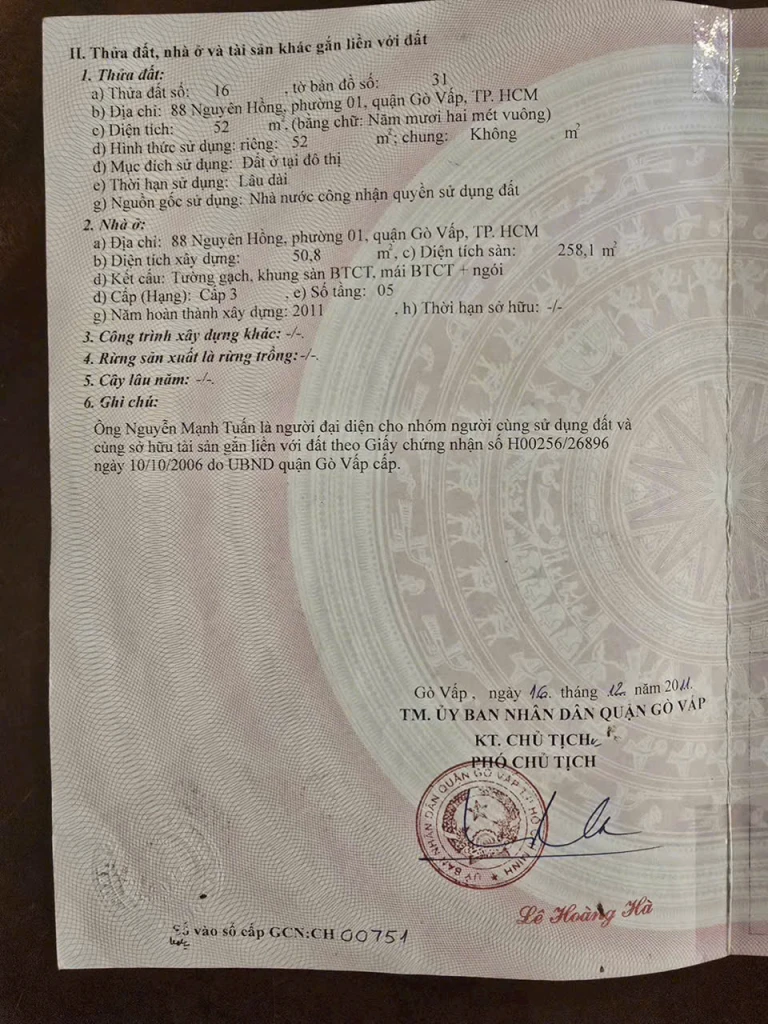 II. Thửa đất, nhà ở và tài sản khác gắn liền với đất
1. Thửa đất:
a) Thửa đất số: 16 , tờ bản đồ số: 31
b) Địa chỉ: 88 Nguyên Hồng, phường 01, quận Gò Vấp, TP. HCM
c) Diện tích: 52 m², (bằng chữ: Năm mươi hai mét vuông)
d) Hình thức sử dụng: riêng: 52 m²; chung: Không m²
đ) Mục đích sử dụng: Đất ở tại đô thị
e) Thời hạn sử dụng: Lâu dài
g) Nguồn gốc sử dụng: Nhà nước công nhận quyền sử dụng đất
2. Nhà ở:
a) Địa chỉ: 88 Nguyên Hồng, phường 01, quận Gò Vấp, TP. HCM
b) Diện tích xây dựng: 50,8 m², c) Diện tích sàn: 258,1 m²
d) Kết cấu: Tường gạch, khung sàn BTCT, mái BTCT + ngói
đ) Cấp (Hạng): Cấp 3 , e) Số tầng: 05
g) Năm hoàn thành xây dựng: 2011 , h) Thời hạn sở hữu: -/-
3. Công trình xây dựng khác: -/-.
4. Rừng sản xuất là rừng trồng: -/-.
5. Cây lâu năm: -/-.
6. Ghi chú:
Ông Nguyễn Mạnh Tuấn là người đại diện cho nhóm người cùng sử dụng đất và
cùng sở hữu tài sản gắn liền với đất theo Giấy chứng nhận số H00256/26896
ngày 10/10/2006 do UBND quận Gò Vấp cấp.
Gò Vấp , ngày 16. tháng 12. năm 2011.
TM. ỦY BAN NHÂN DÂN QUẬN GÒ VẤP
KT. CHỦ TỊCH
PHÓ CHỦ TỊCH
ỦY BAN NHÂN DÂN QUẬN GÒ VẤP T.P HỒ CHÍ MINH
Lê Hoàng Hà
Số vào sổ cấp GCN:CH 00751